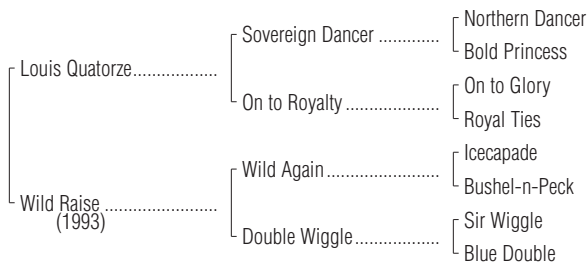 Northern Dancer
Sovereign Dancer .............
Bold Princess
Louis Quatorze..................
On to Glory
On to Royalty ....................
Royal Ties
Icecapade
Wild Again ........................
Bushel-n-Peck
Wild Raise ........................
(1993)
Sir Wiggle
Double Wiggle..................
Blue Double